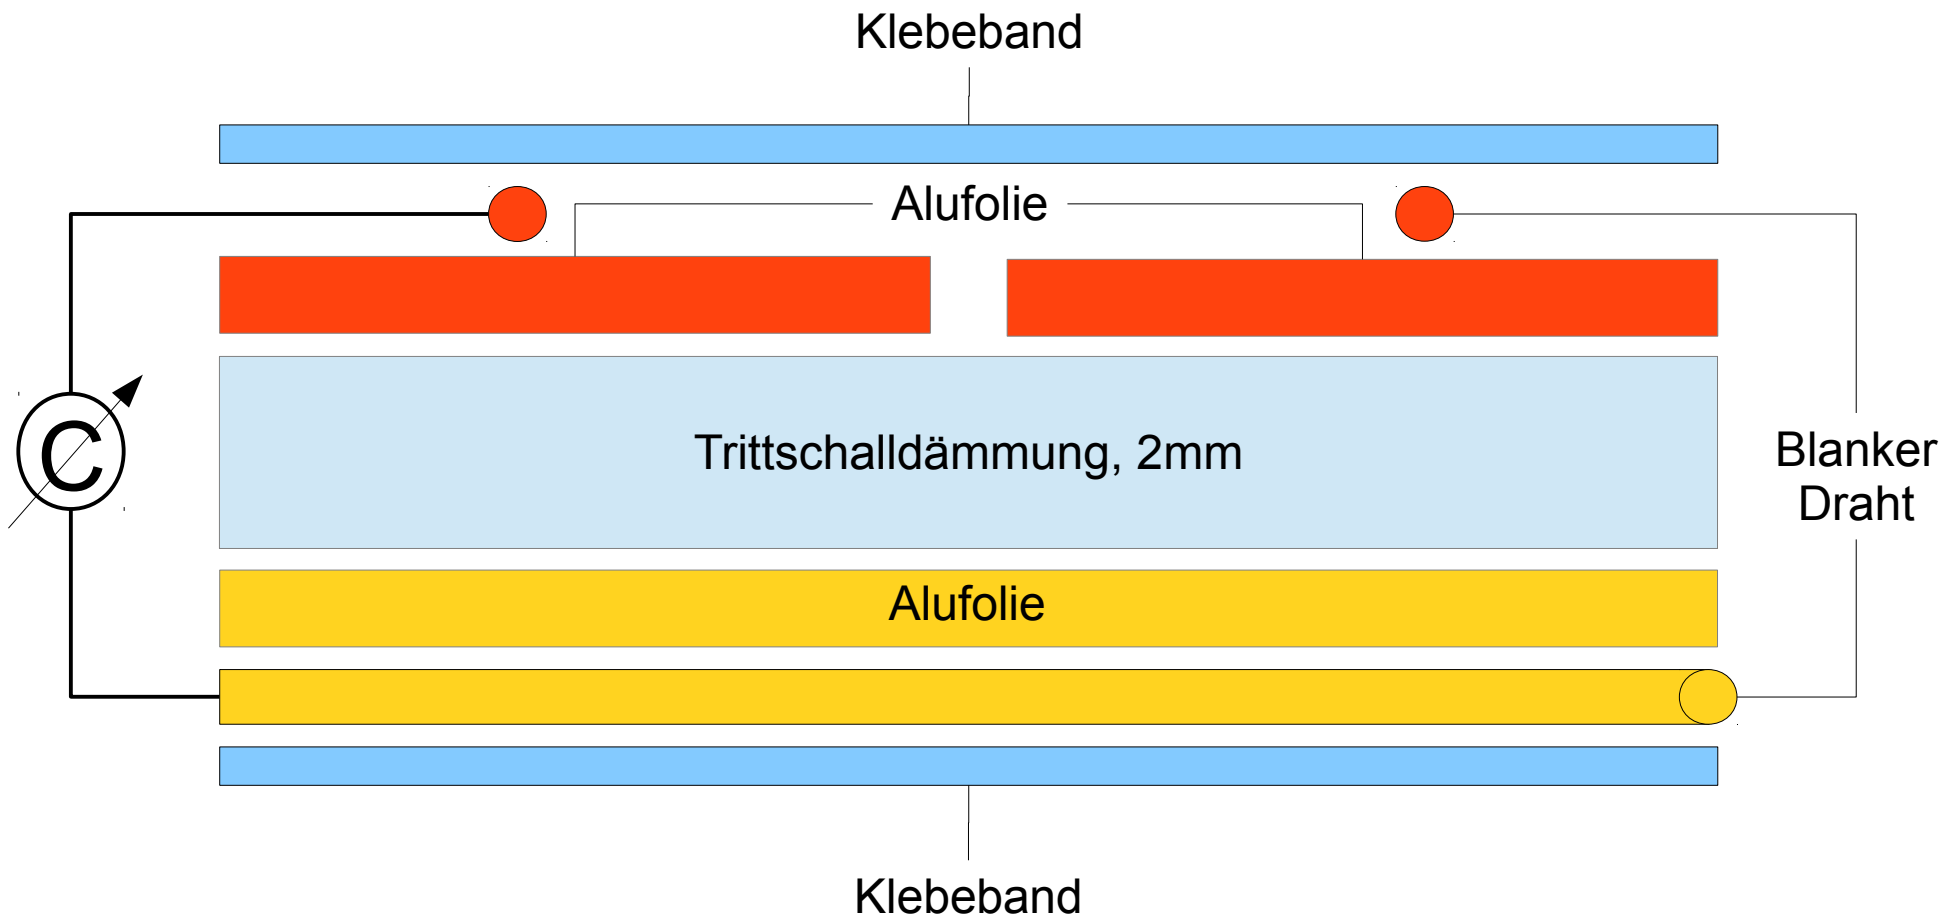 Klebeband
Alufolie
C
Trittschalldämmung, 2mm
Blanker
Draht
Alufolie
Klebeband